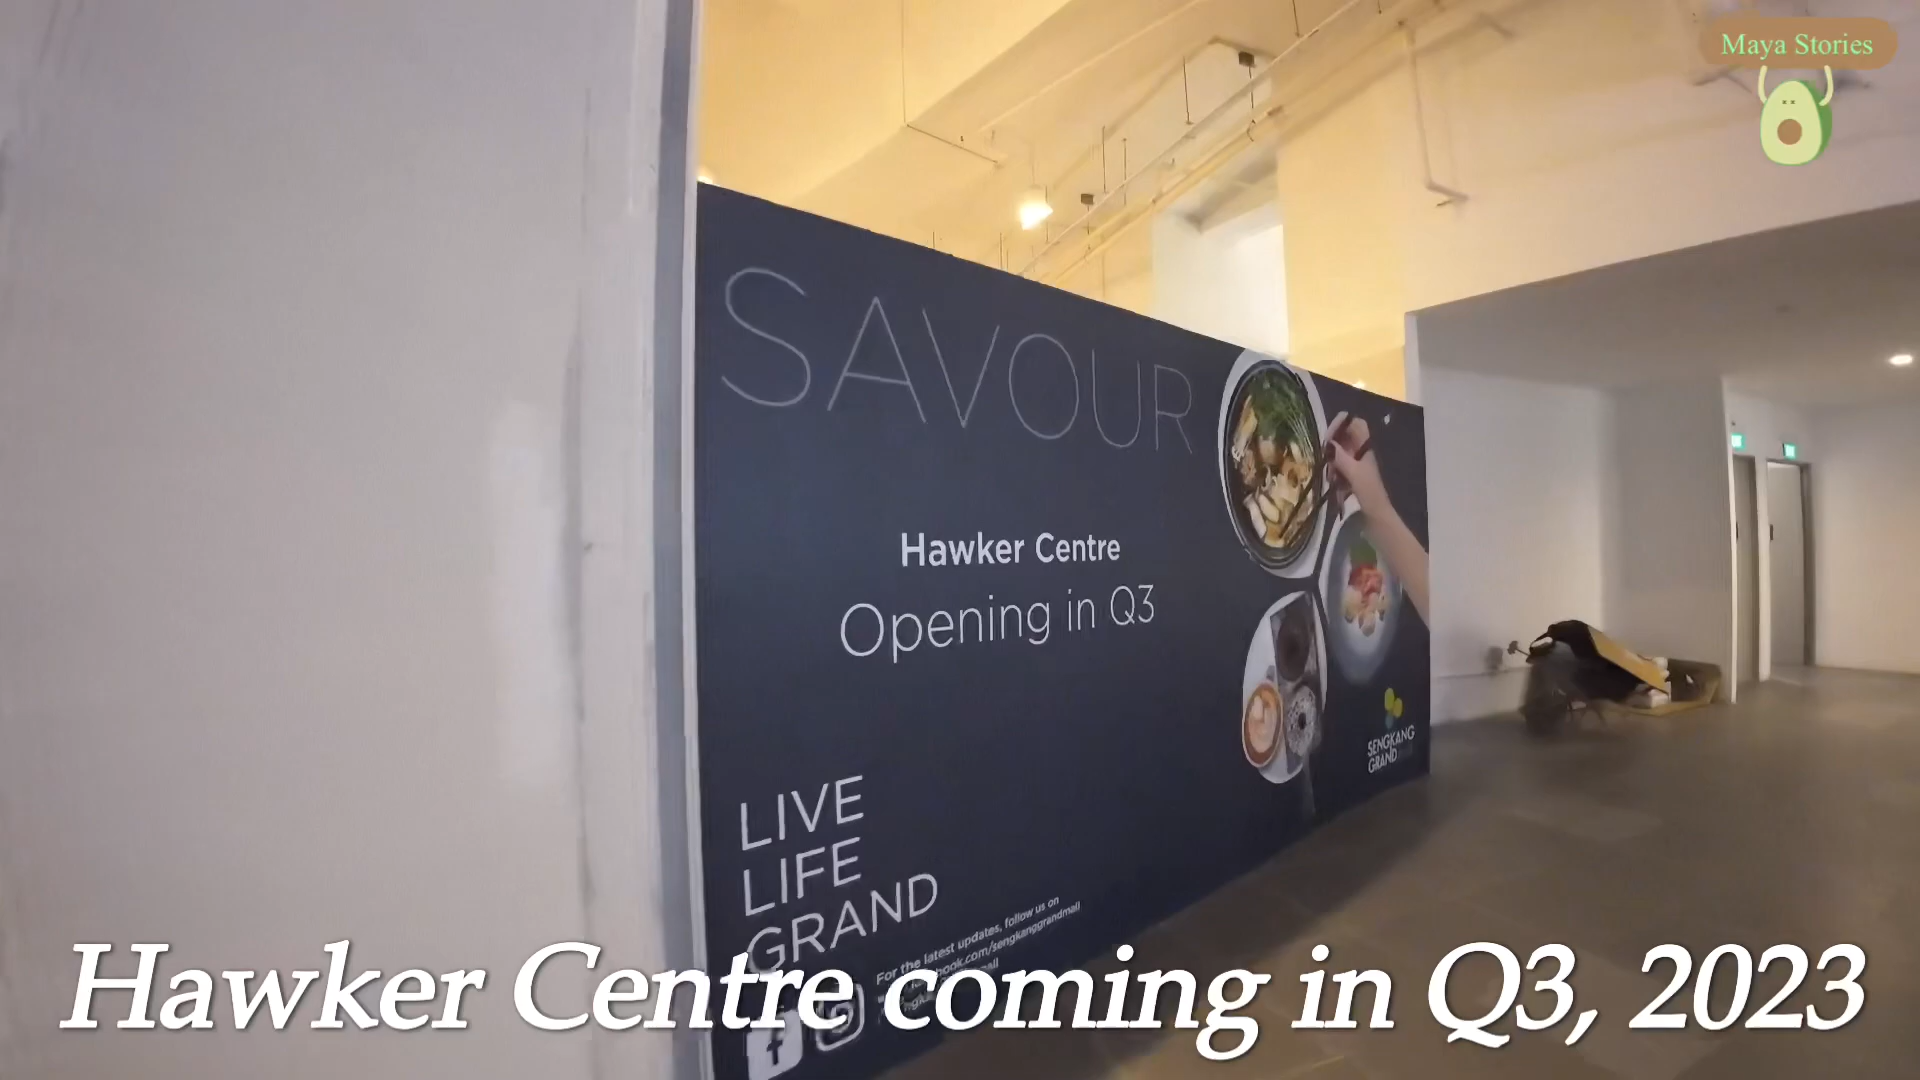 Maya Stories
SAVOUR
Hawker Centre
Opening in Q3
SENGKANG
GRAND
LIVE
LIFE
GRAND
For the latest updates, follow us on
Hawker Centre coming in Q3, 2023